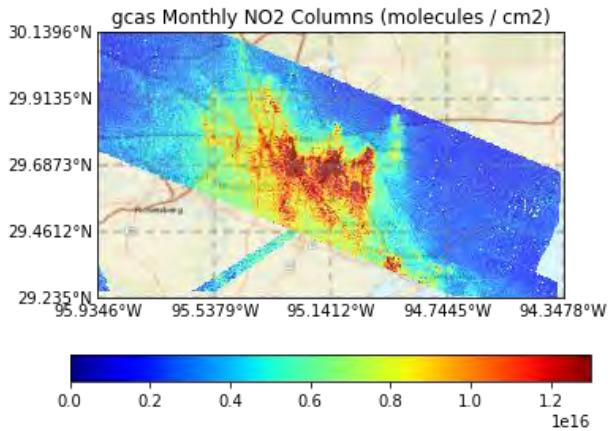 gcas Monthly NO2 Columns (molecules / cm2)
30.1396°N
29.9135°N
29.6873°N
29.4612°N
29.235°N
95.9346°W 95.5379°W 95.1412°W 94.7445°W 94.3478°W
Rosenberg
0.0 0.2 0.4 0.6 0.8 1.0 1.2
1e16